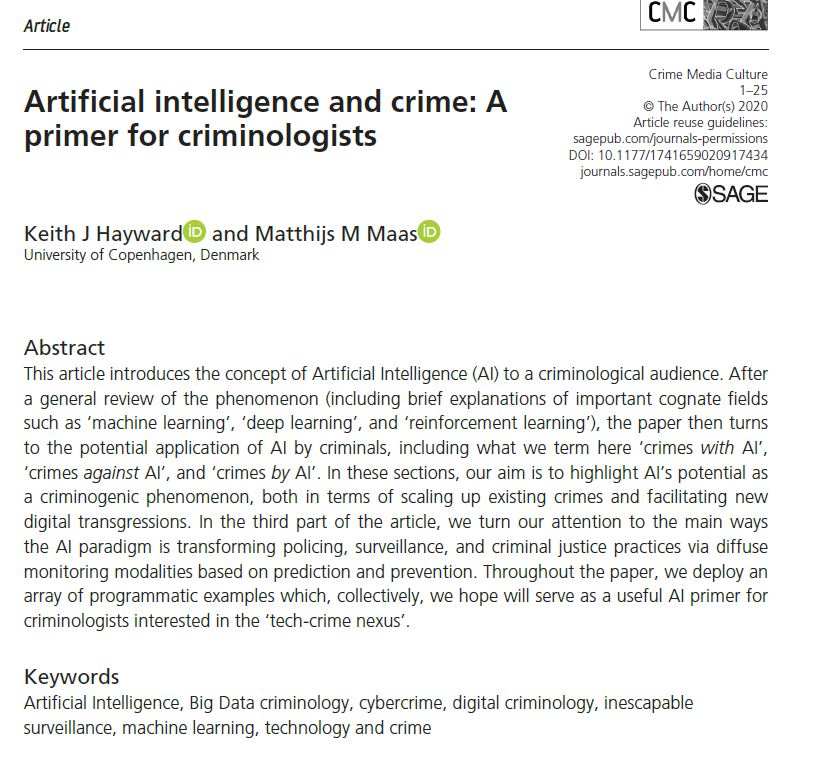 CMC
Article
Crime Media Culture
1–25
© The Author(s) 2020
Article reuse guidelines:
sagepub.com/journals-permissions
DOI: 10.1177/1741659020917434
journals.sagepub.com/home/cmc
SAGE
Artificial intelligence and crime: A
primer for criminologists
Keith J Hayward iD and Matthijs M Maas iD
University of Copenhagen, Denmark
Abstract
This article introduces the concept of Artificial Intelligence (AI) to a criminological audience. After
a general review of the phenomenon (including brief explanations of important cognate fields
such as ‘machine learning’, ‘deep learning’, and ‘reinforcement learning’), the paper then turns
to the potential application of AI by criminals, including what we term here ‘crimes with AI’,
‘crimes against AI’, and ‘crimes by AI’. In these sections, our aim is to highlight AI’s potential as
a criminogenic phenomenon, both in terms of scaling up existing crimes and facilitating new
digital transgressions. In the third part of the article, we turn our attention to the main ways
the AI paradigm is transforming policing, surveillance, and criminal justice practices via diffuse
monitoring modalities based on prediction and prevention. Throughout the paper, we deploy an
array of programmatic examples which, collectively, we hope will serve as a useful AI primer for
criminologists interested in the ‘tech-crime nexus’.
Keywords
Artificial Intelligence, Big Data criminology, cybercrime, digital criminology, inescapable
surveillance, machine learning, technology and crime